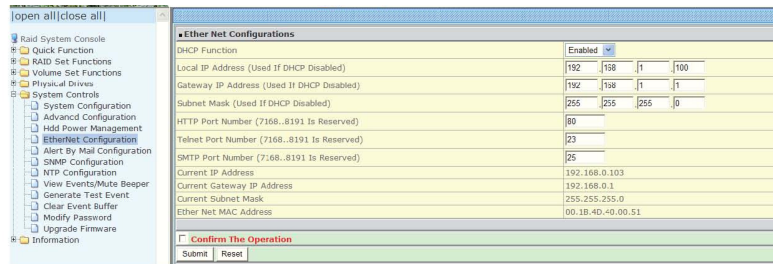 |open all|close all|
Raid System Console
Quick Function
RAID Set Functions
Volume Set Functions
Physical Drives
System Controls
System Configuration
Advancd Configuration
Hdd Power Management
EtherNet Configuration
Alert By Mail Configuration
SNMP Configuration
NTP Configuration
View Events/Mute Beeper
Generate Test Event
Clear Event Buffer
Modify Password
Upgrade Firmware
Information
Ether Net Configurations
DHCP Function Enabled
Local IP Address (Used If DHCP Disabled) 192 .168 .1 .100
Gateway IP Address (Used If DHCP Disabled) 192 .168 .1 .1
Subnet Mask (Used If DHCP Disabled) 255 .255 .255 .0
HTTP Port Number (7168..8191 Is Reserved) 80
Telnet Port Number (7168..8191 Is Reserved) 23
SMTP Port Number (7168..8191 Is Reserved) 25
Current IP Address 192.168.0.103
Current Gateway IP Address 192.168.0.1
Current Subnet Mask 255.255.255.0
Ether Net MAC Address 00.1B.4D.40.00.51
Confirm The Operation
Submit Reset